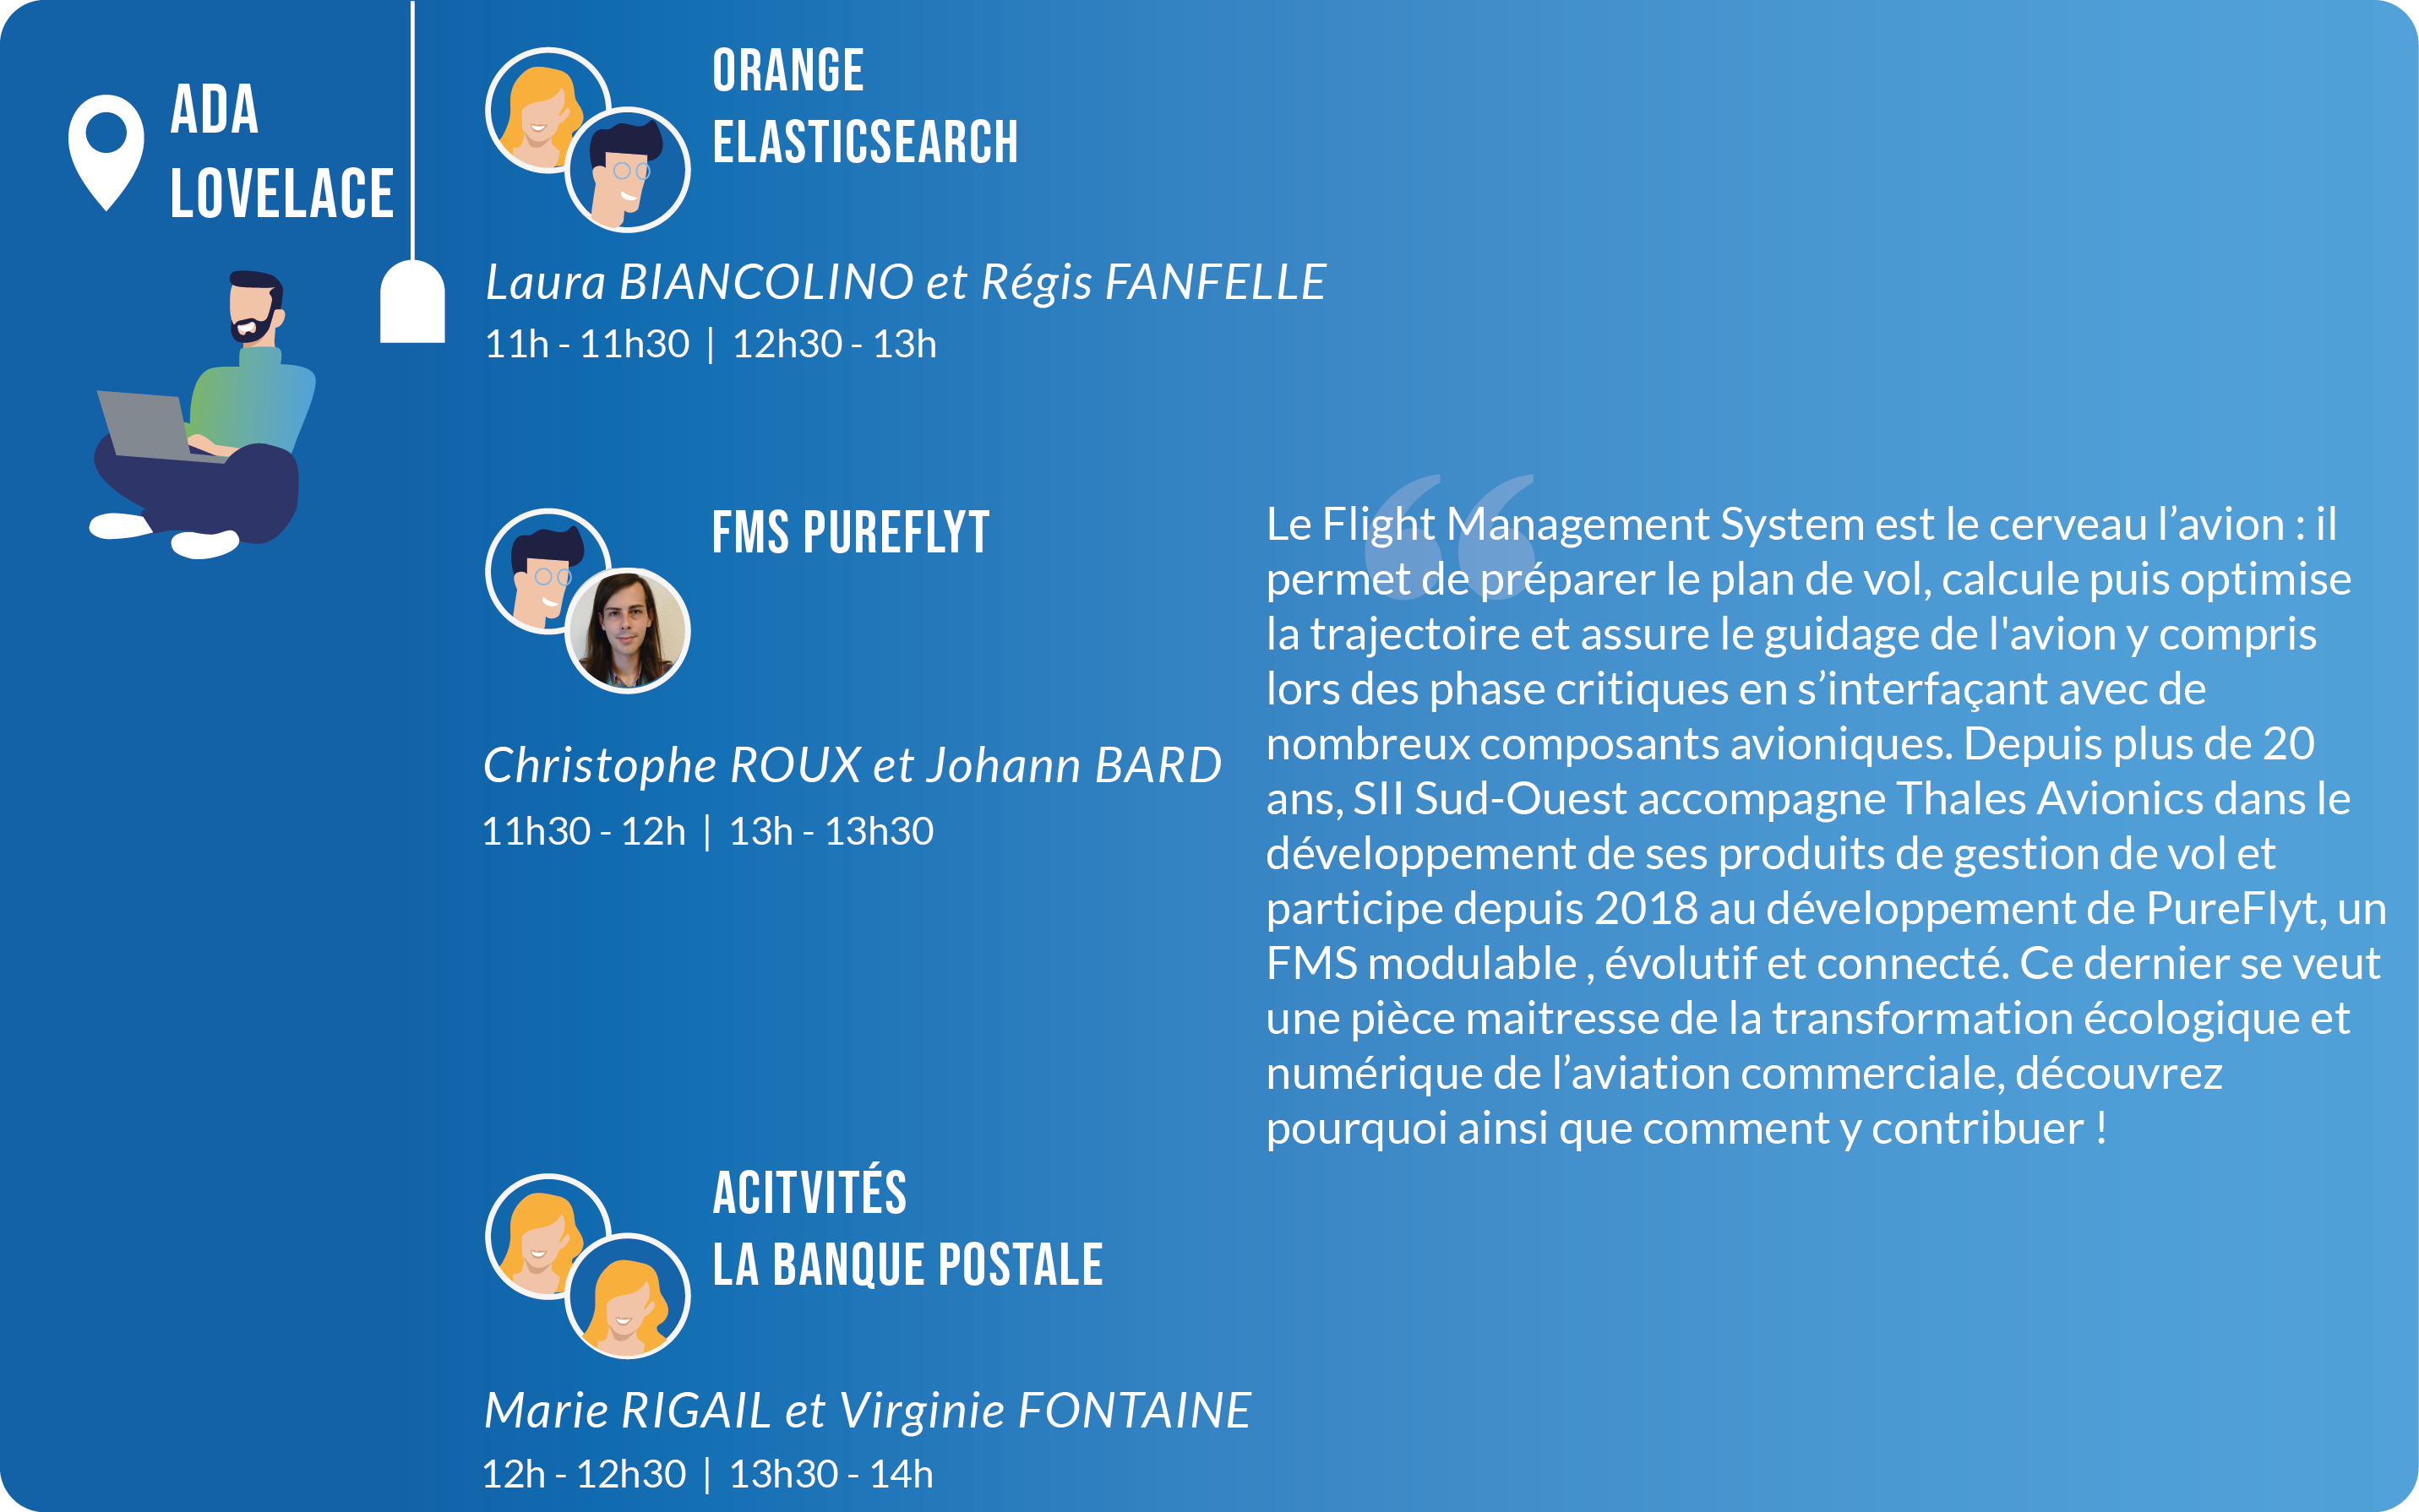 ADA
LOVELACE
ORANGE
ELASTICSEARCH
Laura BIANCOLINO et Régis FANFELLE
11h - 11h30 | 12h30 - 13h
FMS PUREFLYT
Christophe ROUX et Johann BARD
11h30 - 12h | 13h - 13h30
“
Le Flight Management System est le cerveau l’avion : il
permet de préparer le plan de vol, calcule puis optimise
la trajectoire et assure le guidage de l'avion y compris
lors des phase critiques en s’interfaçant avec de
nombreux composants avioniques. Depuis plus de 20
ans, SII Sud-Ouest accompagne Thales Avionics dans le
développement de ses produits de gestion de vol et
participe depuis 2018 au développement de PureFlyt, un
FMS modulable , évolutif et connecté. Ce dernier se veut
une pièce maitresse de la transformation écologique et
numérique de l’aviation commerciale, découvrez
pourquoi ainsi que comment y contribuer !
ACITVITÉS
LA BANQUE POSTALE
Marie RIGAIL et Virginie FONTAINE
12h - 12h30 | 13h30 - 14h